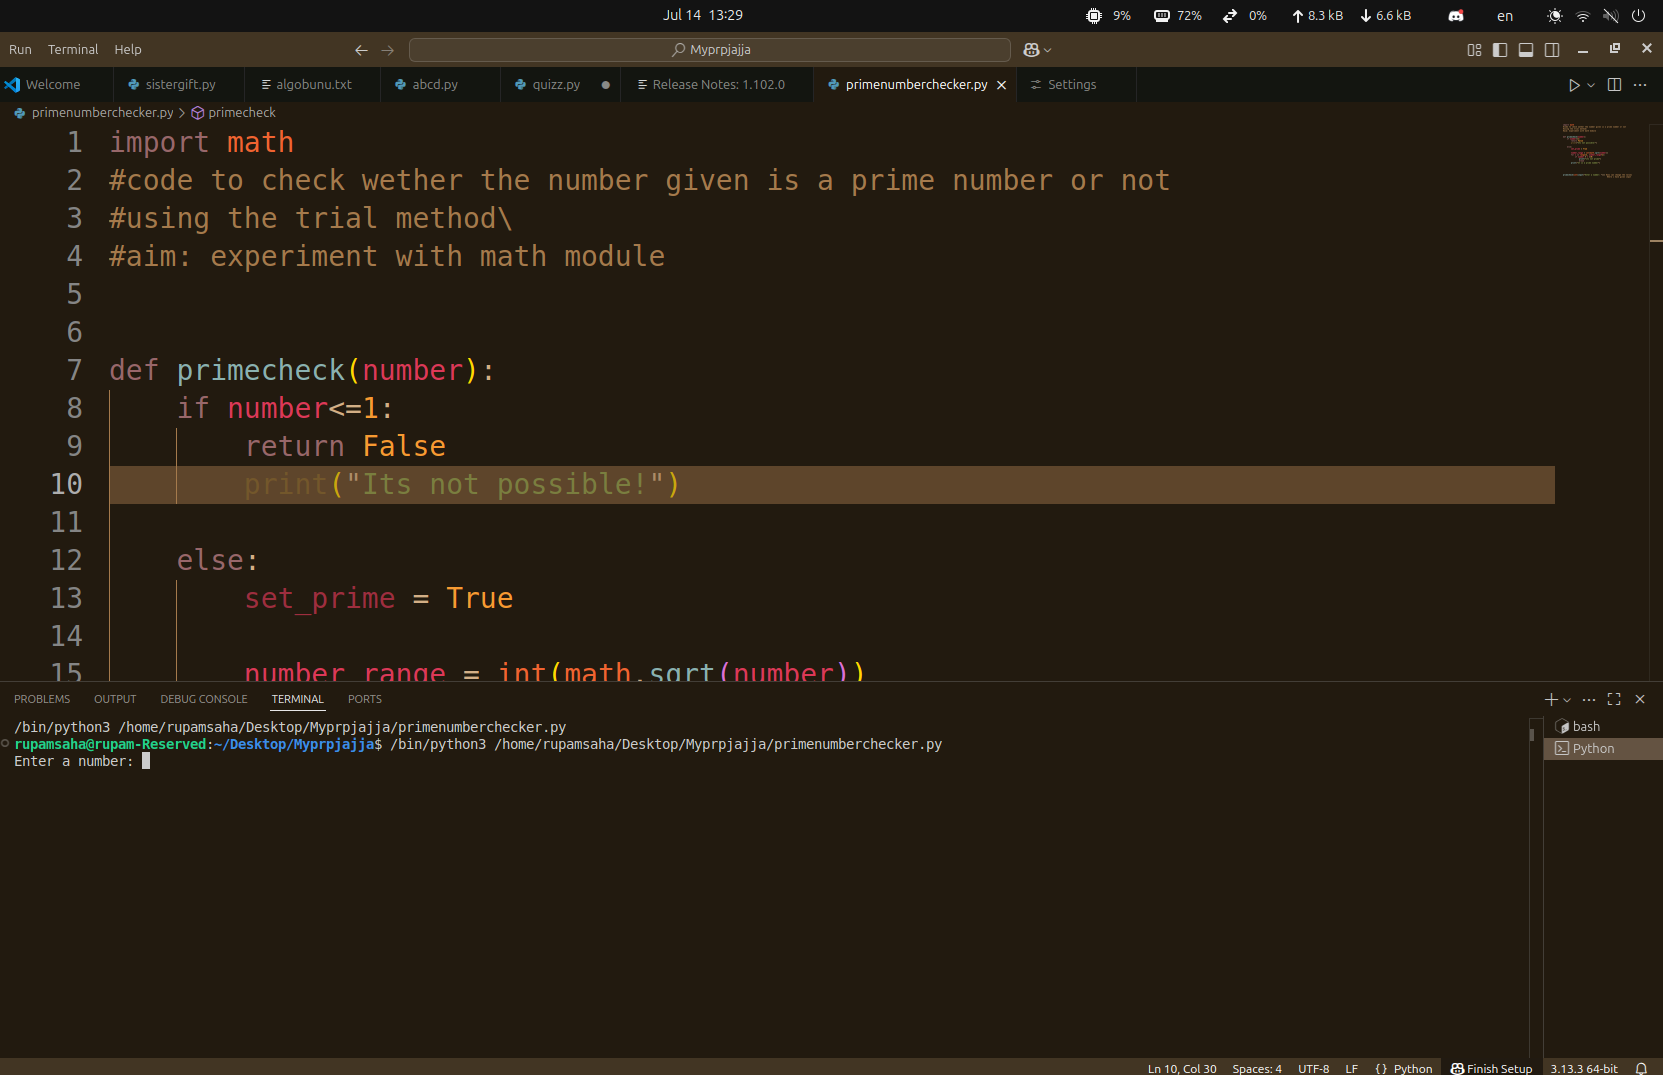 Jul 14 13:29
9% 72% 0% 8.3 kB 6.6 kB en
Run Terminal Help
Myprpjajja
Welcome sistergift.py algobunu.txt abcd.py quizz.py Release Notes: 1.102.0 primenumberchecker.py Settings
primenumberchecker.py > primecheck
1 import math
2 #code to check wether the number given is a prime number or not
3 #using the trial method\
4 #aim: experiment with math module
5
6
7 def primecheck(number):
8 if number<=1:
9 return False
10 print("Its not possible!")
11
12 else:
13 set_prime = True
14
15 number_range = int(math.sqrt(number))
PROBLEMS OUTPUT DEBUG CONSOLE TERMINAL PORTS
/bin/python3 /home/rupamsaha/Desktop/Myprpjajja/primenumberchecker.py
rupamsaha@rupam-Reserved:~/Desktop/Myprpjajja$ /bin/python3 /home/rupamsaha/Desktop/Myprpjajja/primenumberchecker.py
Enter a number:
bash
Python
Ln 10, Col 30 Spaces: 4 UTF-8 LF {} Python Finish Setup 3.13.3 64-bit